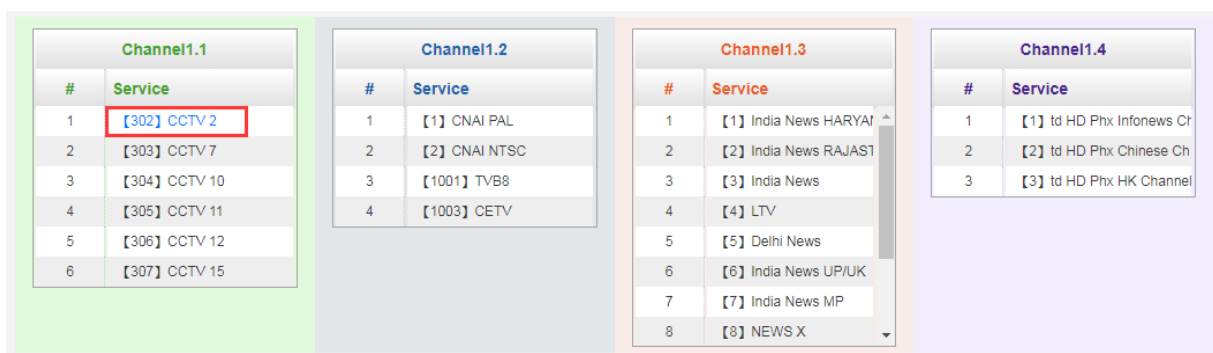 Channel1.1
# Service
1 【302】 CCTV 2
2 【303】 CCTV 7
3 【304】 CCTV 10
4 【305】 CCTV 11
5 【306】 CCTV 12
6 【307】 CCTV 15
Channel1.2
# Service
1 【1】 CNAI PAL
2 【2】 CNAI NTSC
3 【1001】 TVB8
4 【1003】 CETV
Channel1.3
# Service
1 【1】 India News HARYAI
2 【2】 India News RAJAST
3 【3】 India News
4 【4】 LTV
5 【5】 Delhi News
6 【6】 India News UP/UK
7 【7】 India News MP
8 【8】 NEWS X
Channel1.4
# Service
1 【1】 td HD Phx Infonews Ch
2 【2】 td HD Phx Chinese Ch
3 【3】 td HD Phx HK Channel